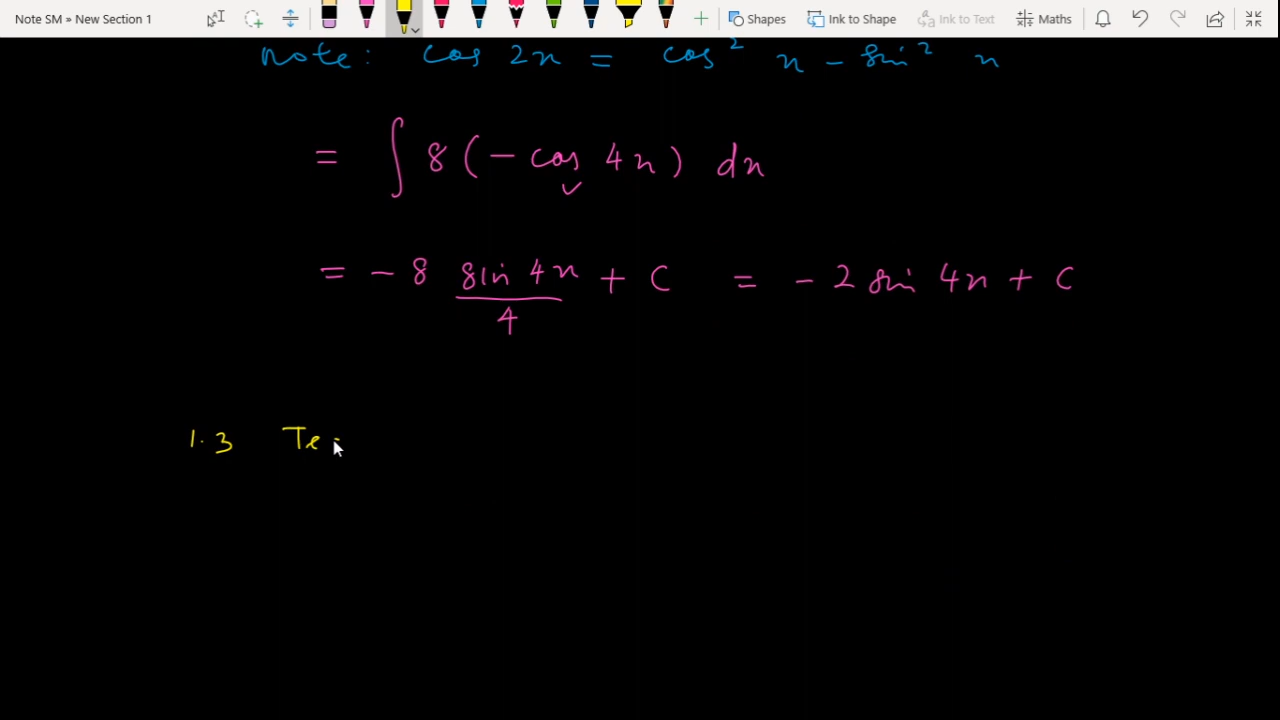 Note SM » New Section 1 Shapes Ink to Shape Ink to Text Maths
Note: cos 2x = cos² x - sin² x
= ∫ 8 ( - cos 4x ) dx
= - 8 sin 4x / 4 + C = - 2 sin 4x + C
1.3 Te